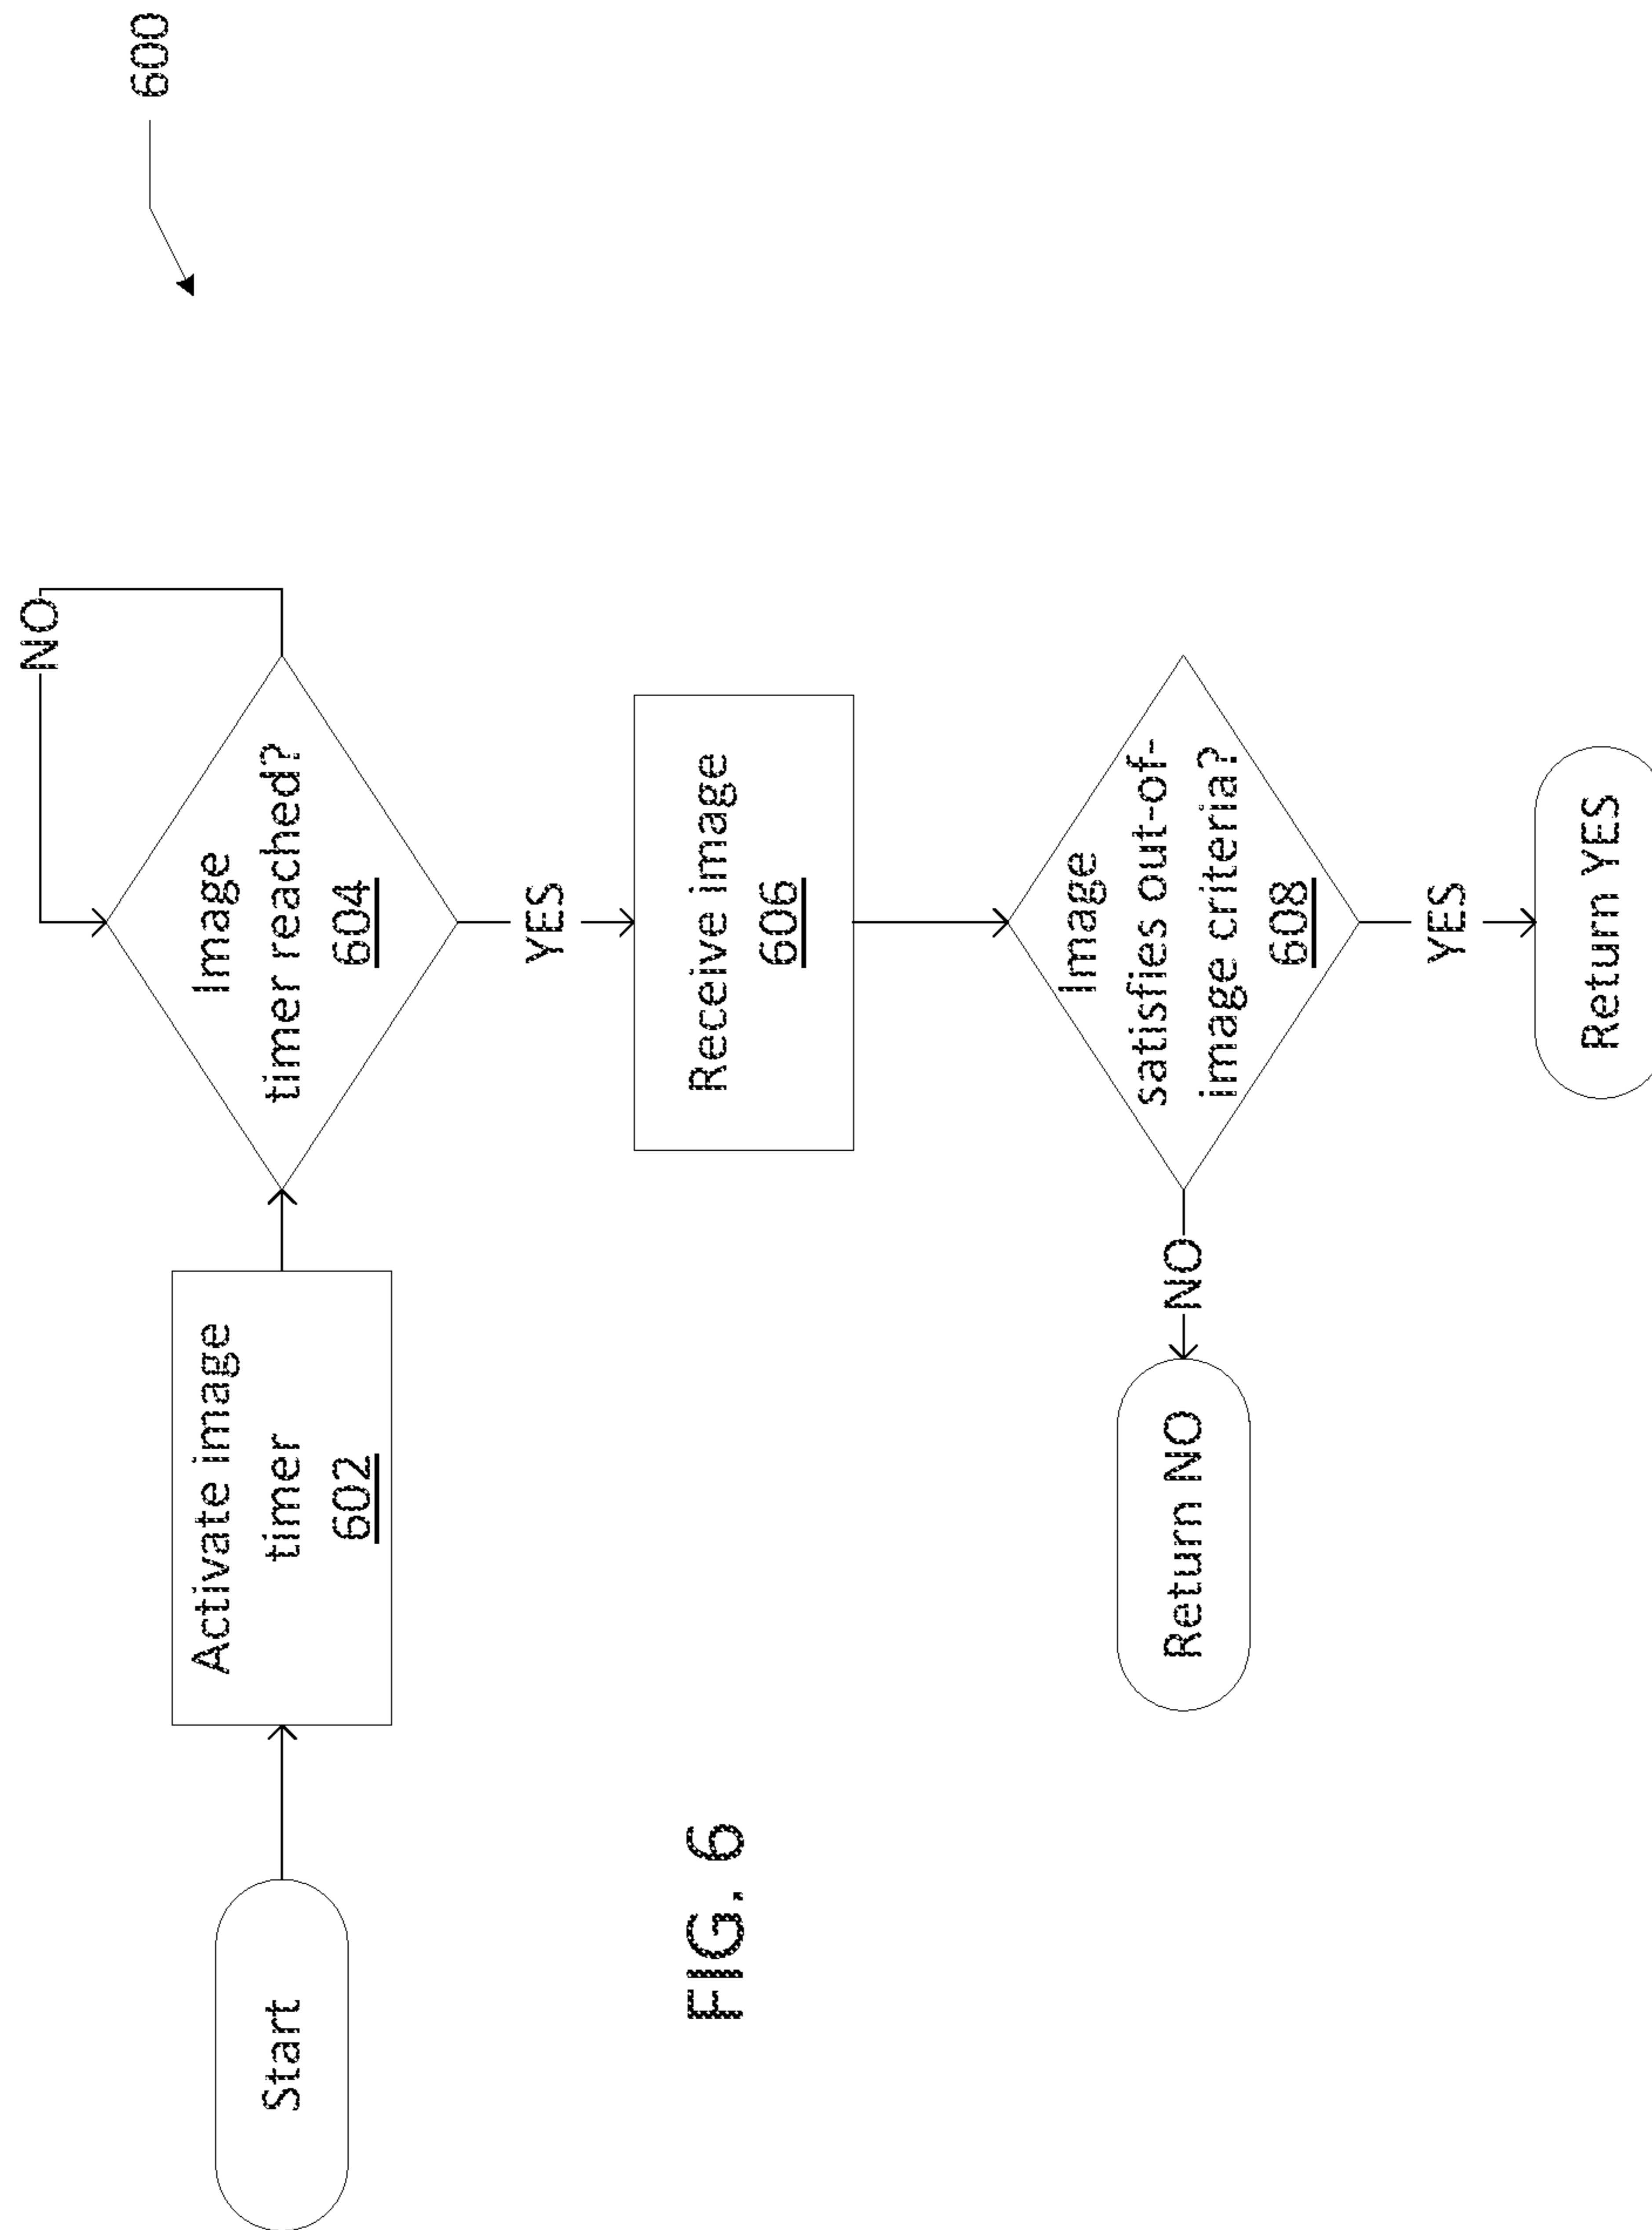 600
Start
Activate image
timer
602
Image
timer reached?
604
NO
YES
Receive image
606
Image
satisfies out-of-
image criteria?
608
NO
Return NO
YES
Return YES
FIG. 6